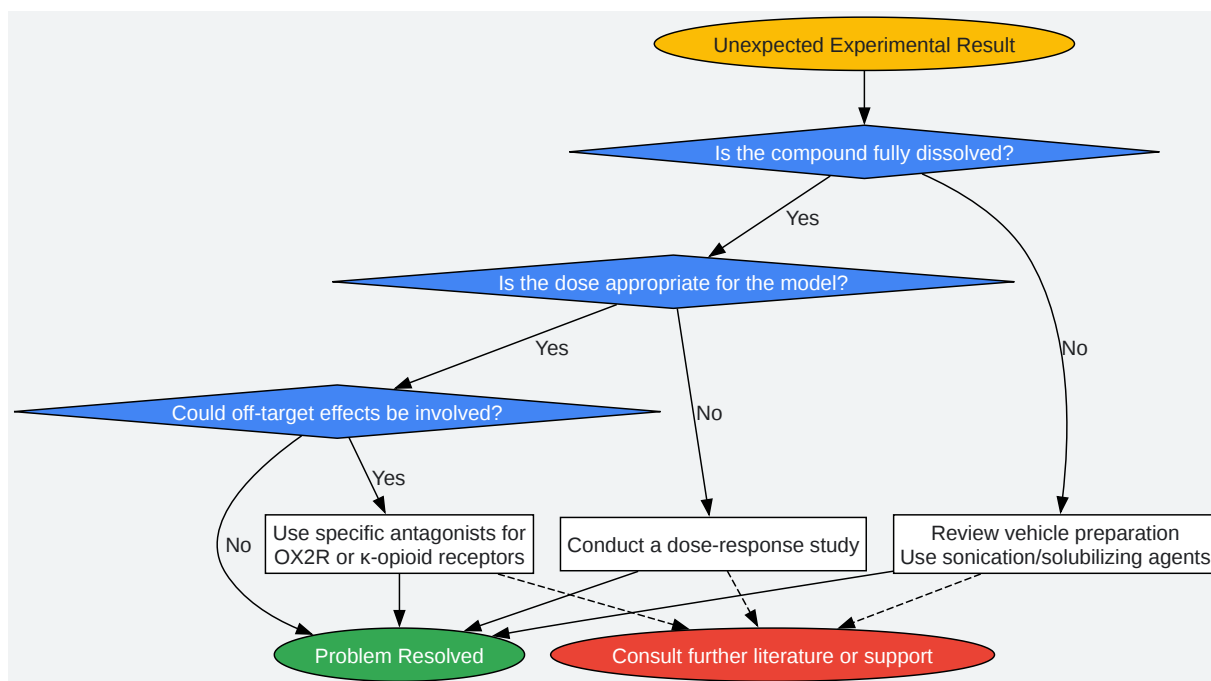 Unexpected Experimental Result
Is the compound fully dissolved?
Yes
Is the dose appropriate for the model?
Yes
No
Could off-target effects be involved?
No
Yes
No
Use specific antagonists for
OX2R or κ-opioid receptors
Conduct a dose-response study
Review vehicle preparation
Use sonication/solubilizing agents
Problem Resolved
Consult further literature or support